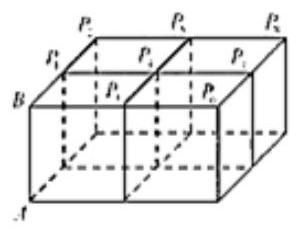 P₂ P₅ P₈
P₁ P₄ P₇
B P₃ P₆
A